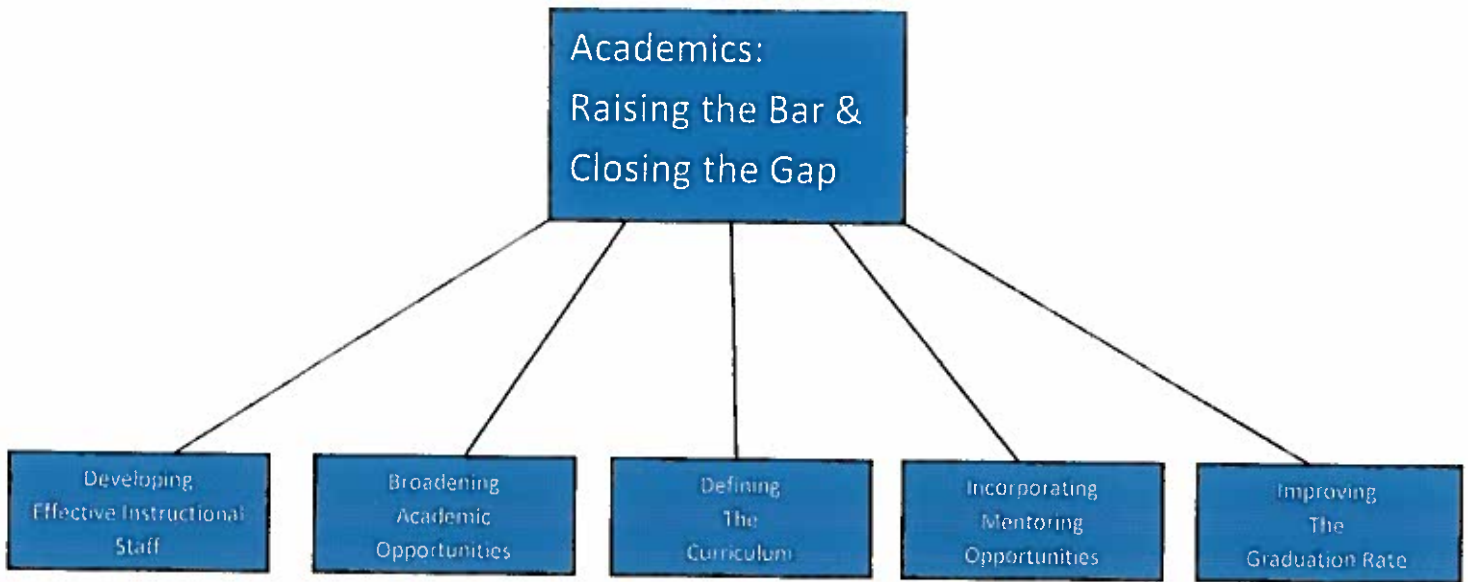 Academics:
Raising the Bar &
Closing the Gap
Developing
Effective Instructional
Staff
Broadening
Academic
Opportunities
Defining
The
Curriculum
Incorporating
Mentoring
Opportunities
Improving
The
Graduation Rate